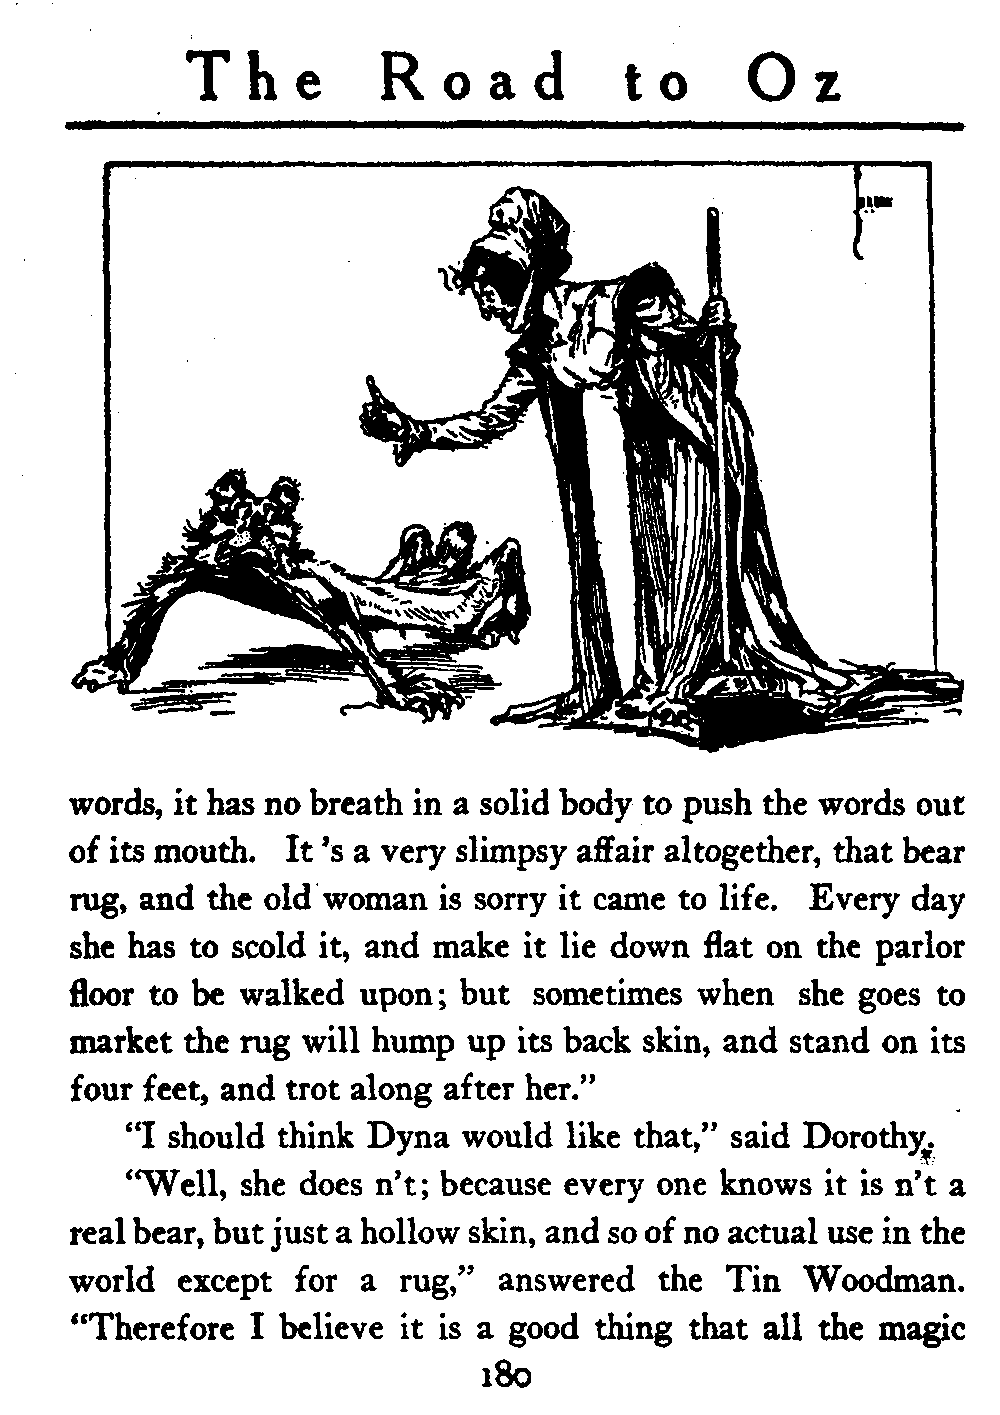 The Road to Oz
words, it has no breath in a solid body to push the words out
of its mouth. It 's a very slimpsy affair altogether, that bear
rug, and the old woman is sorry it came to life. Every day
she has to scold it, and make it lie down flat on the parlor
floor to be walked upon; but sometimes when she goes to
market the rug will hump up its back skin, and stand on its
four feet, and trot along after her.”
“I should think Dyna would like that,” said Dorothy.
“Well, she does n't; because every one knows it is n't a
real bear, but just a hollow skin, and so of no actual use in the
world except for a rug,” answered the Tin Woodman.
“Therefore I believe it is a good thing that all the magic
180